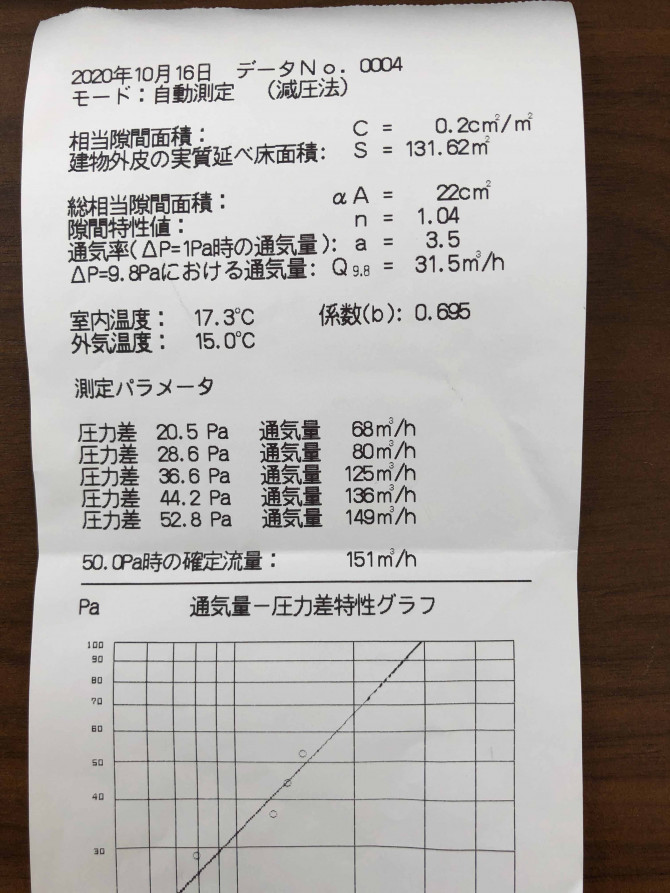 2020年10月16日 データNo. 0004
モード：自動測定 （減圧法）
相当隙間面積： C = 0.2cm²/m²
建物外皮の実質延べ床面積： S = 131.62m²
総相当隙間面積： αA = 22cm²
隙間特性値： n = 1.04
通気率(ΔP=1Pa時の通気量)： a = 3.5
ΔP=9.8Paにおける通気量： Q9.8 = 31.5m³/h
室内温度： 17.3℃ 係数(b)： 0.695
外気温度： 15.0℃
測定パラメータ
圧力差 20.5 Pa 通気量 68m³/h
圧力差 28.6 Pa 通気量 80m³/h
圧力差 36.6 Pa 通気量 125m³/h
圧力差 44.2 Pa 通気量 136m³/h
圧力差 52.8 Pa 通気量 149m³/h
50.0Pa時の確定流量： 151m³/h
Pa 通気量－圧力差特性グラフ
100
90
80
70
60
50
40
30